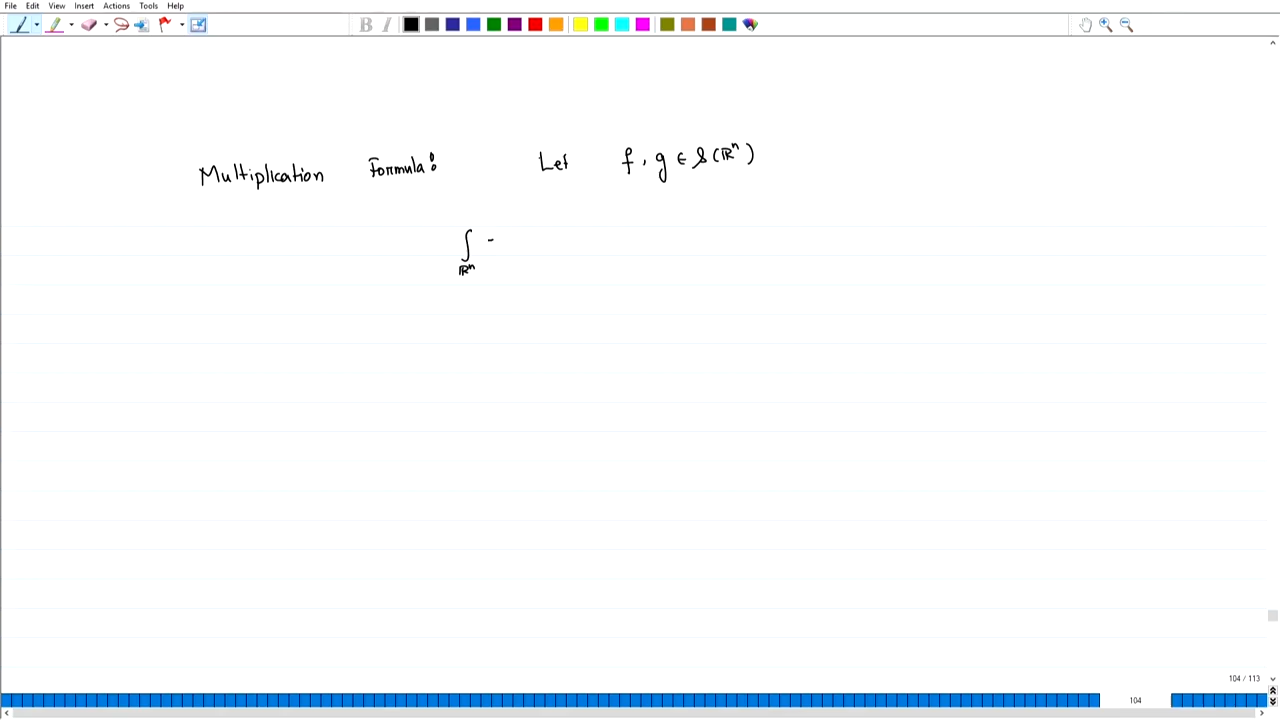 File Edit View Insert Actions Tools Help
B I
Multiplication Formula: Let f, g ∈ S(ℝⁿ)
∫
ℝⁿ
104 / 113
104